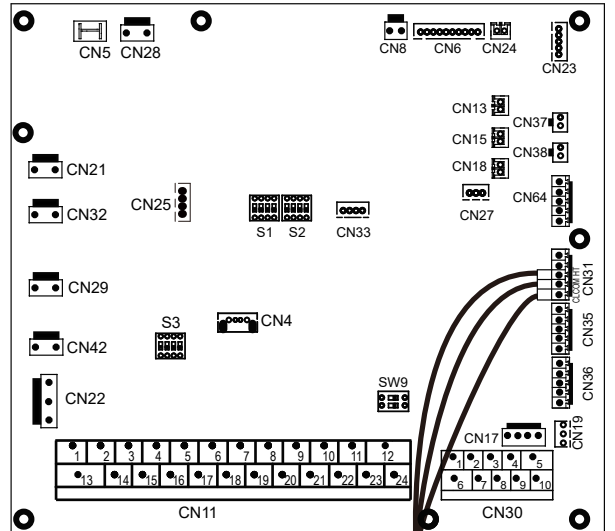 CN5
CN28
CN8
CN6
CN24
CN23
CN13
CN37
CN15
CN38
CN18
CN21
CN25
CN27
CN64
CN32
S1
S2
CN33
CN29
CLCOM HT
CN31
CN4
S3
CN35
CN42
CN22
SW9
CN36
CN17
CN19
1 2 3 4 5 6 7 8 9 10 11 12
13 14 15 16 17 18 19 20 21 22 23 24
CN11
1 2 3 4 5
6 7 8 9 10
CN30